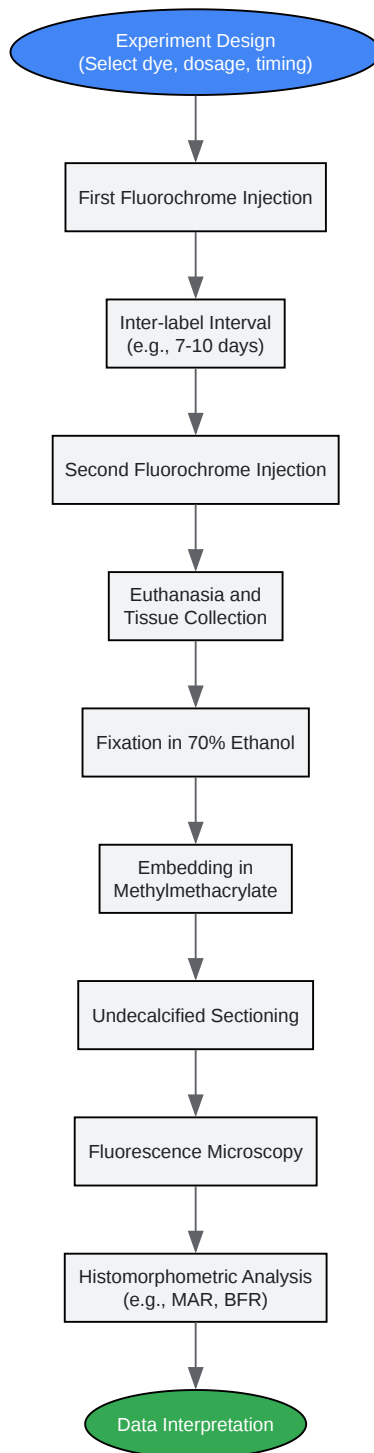 Experiment Design
(Select dye, dosage, timing)
First Fluorochrome Injection
Inter-label Interval
(e.g., 7-10 days)
Second Fluorochrome Injection
Euthanasia and
Tissue Collection
Fixation in 70% Ethanol
Embedding in
Methylmethacrylate
Undecalcified Sectioning
Fluorescence Microscopy
Histomorphometric Analysis
(e.g., MAR, BFR)
Data Interpretation